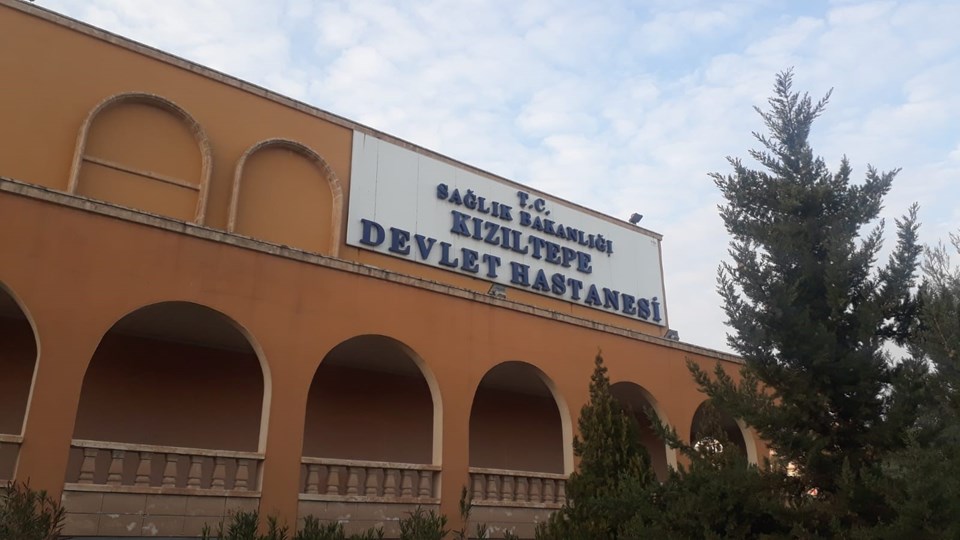 T.C.
SAĞLIK BAKANLIĞI
KIZILTEPE
DEVLET HASTANESİ